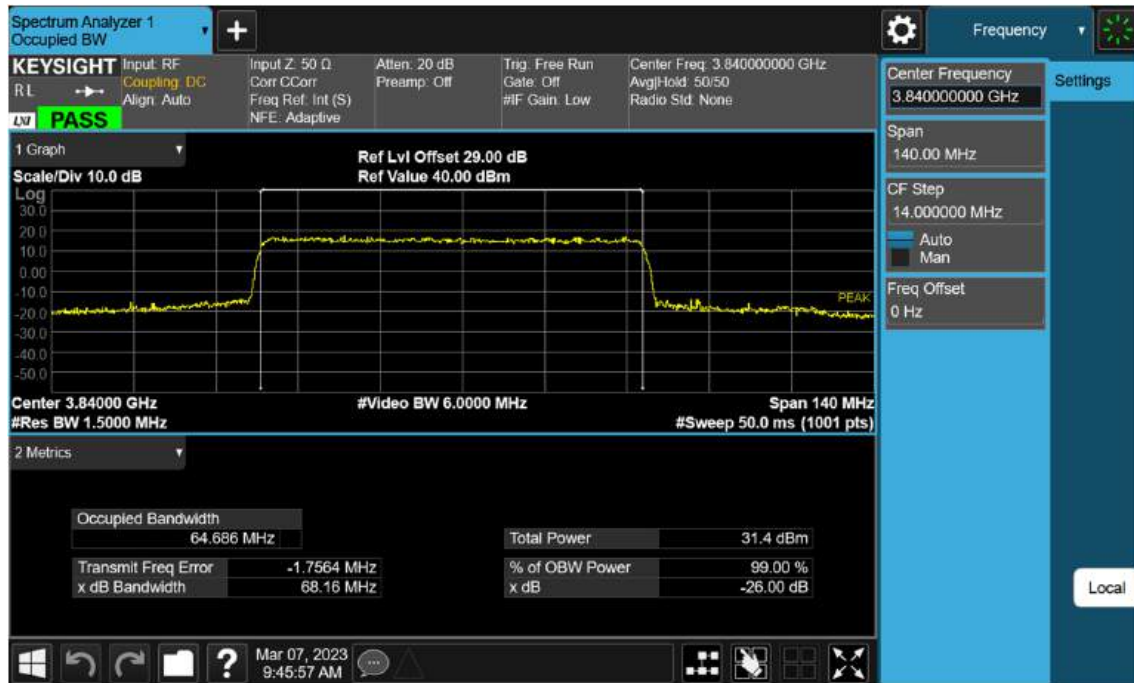 Spectrum Analyzer 1
Occupied BW
Frequency
KEYSIGHT
R L
LXI
PASS
Input: RF
Coupling: DC
Align: Auto
Input Z: 50 Ω
Corr CCorr
Freq Ref: Int (S)
NFE: Adaptive
Atten: 20 dB
Preamp: Off
Trig: Free Run
Gate: Off
#IF Gain: Low
Center Freq: 3.840000000 GHz
Avg|Hold: 50/50
Radio Std: None
Center Frequency
3.840000000 GHz
Settings
Span
140.00 MHz
CF Step
14.000000 MHz
Auto
Man
Freq Offset
0 Hz
1 Graph
Scale/Div 10.0 dB
Ref Lvl Offset 29.00 dB
Ref Value 40.00 dBm
Log
30.0
20.0
10.0
0.00
-10.0
-20.0
-30.0
-40.0
-50.0
PEAK
Center 3.84000 GHz
#Video BW 6.0000 MHz
Span 140 MHz
#Res BW 1.5000 MHz
#Sweep 50.0 ms (1001 pts)
2 Metrics
Occupied Bandwidth
64.686 MHz
Total Power 31.4 dBm
Transmit Freq Error -1.7564 MHz
% of OBW Power 99.00 %
x dB Bandwidth 68.16 MHz
x dB -26.00 dB
Local
Mar 07, 2023
9:45:57 AM